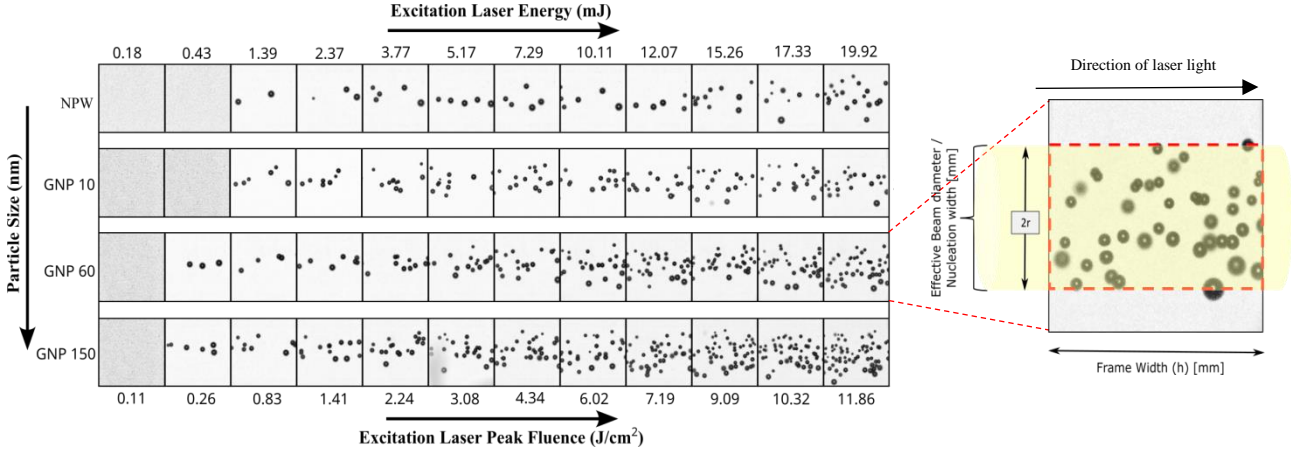 Excitation Laser Energy (mJ)
0.18 0.43 1.39 2.37 3.77 5.17 7.29 10.11 12.07 15.26 17.33 19.92
Particle Size (nm)
NPW
GNP 10
GNP 60
GNP 150
0.11 0.26 0.83 1.41 2.24 3.08 4.34 6.02 7.19 9.09 10.32 11.86
Excitation Laser Peak Fluence (J/cm²)
Direction of laser light
Effective Beam diameter /
Nucleation width [mm]
2r
Frame Width (h) [mm]